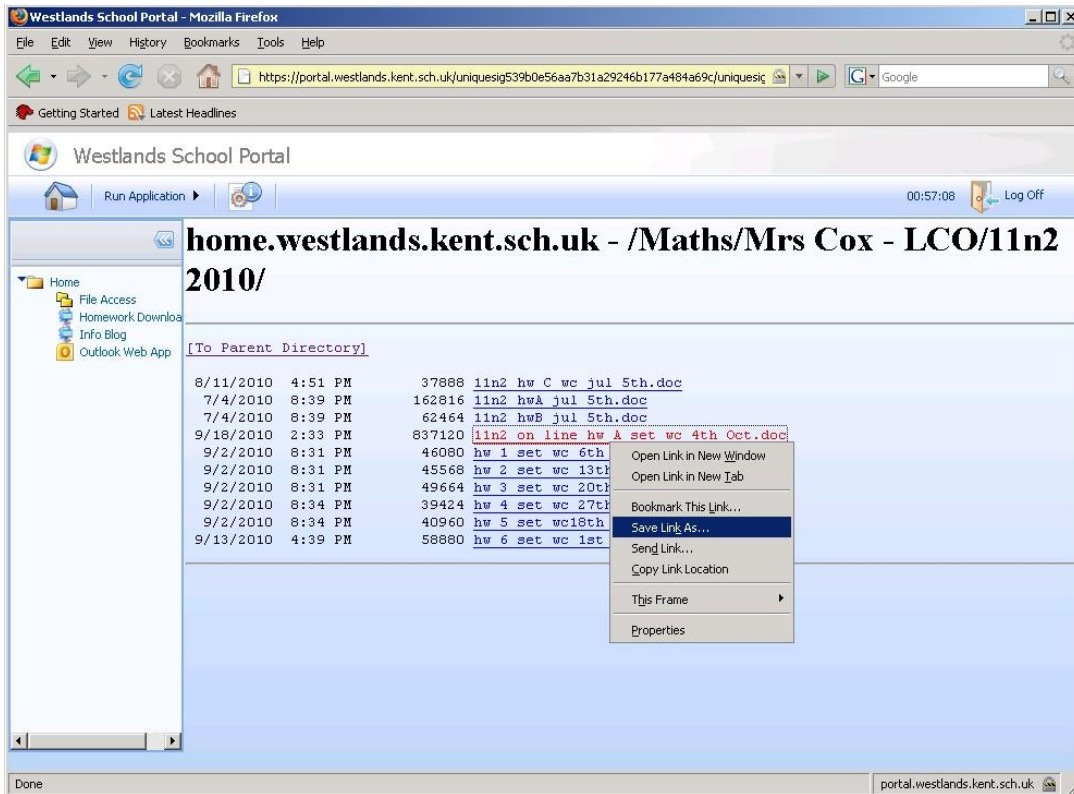 Westlands School Portal - Mozilla Firefox
File Edit View History Bookmarks Tools Help
https://portal.westlands.kent.sch.uk/uniquesig539b0e56aa7b31a29246b177a484a69c/uniquesig G Google
Getting Started Latest Headlines
Westlands School Portal
Run Application 00:57:08 Log Off
home.westlands.kent.sch.uk - /Maths/Mrs Cox - LCO/11n2
2010/
Home
File Access
Homework Downloa
Info Blog
Outlook Web App
[To Parent Directory]
8/11/2010 4:51 PM 37888 11n2 hw C wc jul 5th.doc
7/4/2010 8:39 PM 162816 11n2 hwA jul 5th.doc
7/4/2010 8:39 PM 62464 11n2 hwB jul 5th.doc
9/18/2010 2:33 PM 837120 11n2 on line hw A set wc 4th Oct.doc
9/2/2010 8:31 PM 46080 hw 1 set wc 6th
9/2/2010 8:31 PM 45568 hw 2 set wc 13th
9/2/2010 8:31 PM 49664 hw 3 set wc 20th
9/2/2010 8:34 PM 39424 hw 4 set wc 27th
9/2/2010 8:34 PM 40960 hw 5 set wc18th
9/13/2010 4:39 PM 58880 hw 6 set wc 1st
Open Link in New Window
Open Link in New Tab
Bookmark This Link...
Save Link As...
Send Link...
Copy Link Location
This Frame
Properties
Done portal.westlands.kent.sch.uk